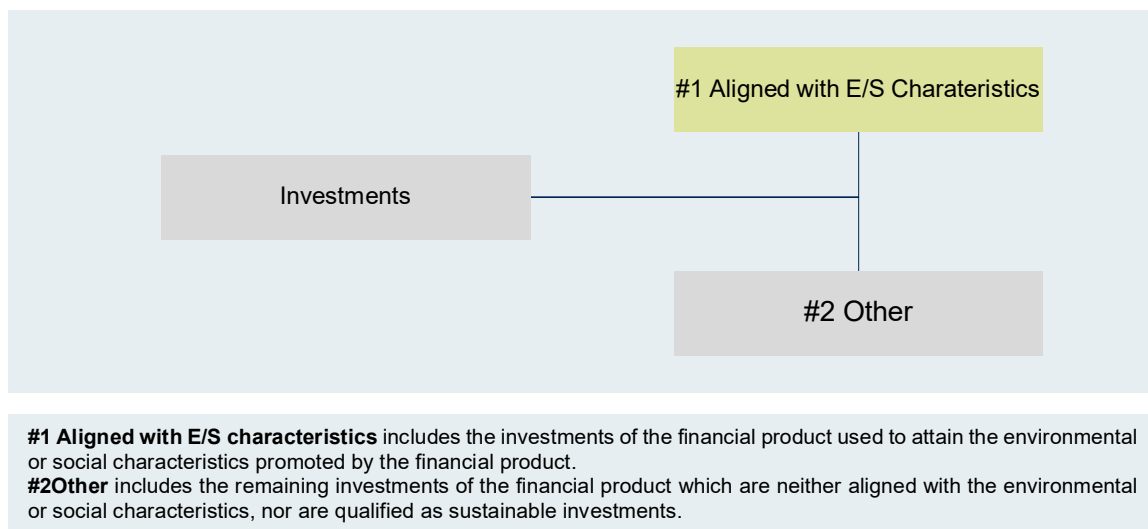 #1 Aligned with E/S Charateristics
Investments
#2 Other
#1 Aligned with E/S characteristics includes the investments of the financial product used to attain the environmental
or social characteristics promoted by the financial product.
#2Other includes the remaining investments of the financial product which are neither aligned with the environmental
or social characteristics, nor are qualified as sustainable investments.